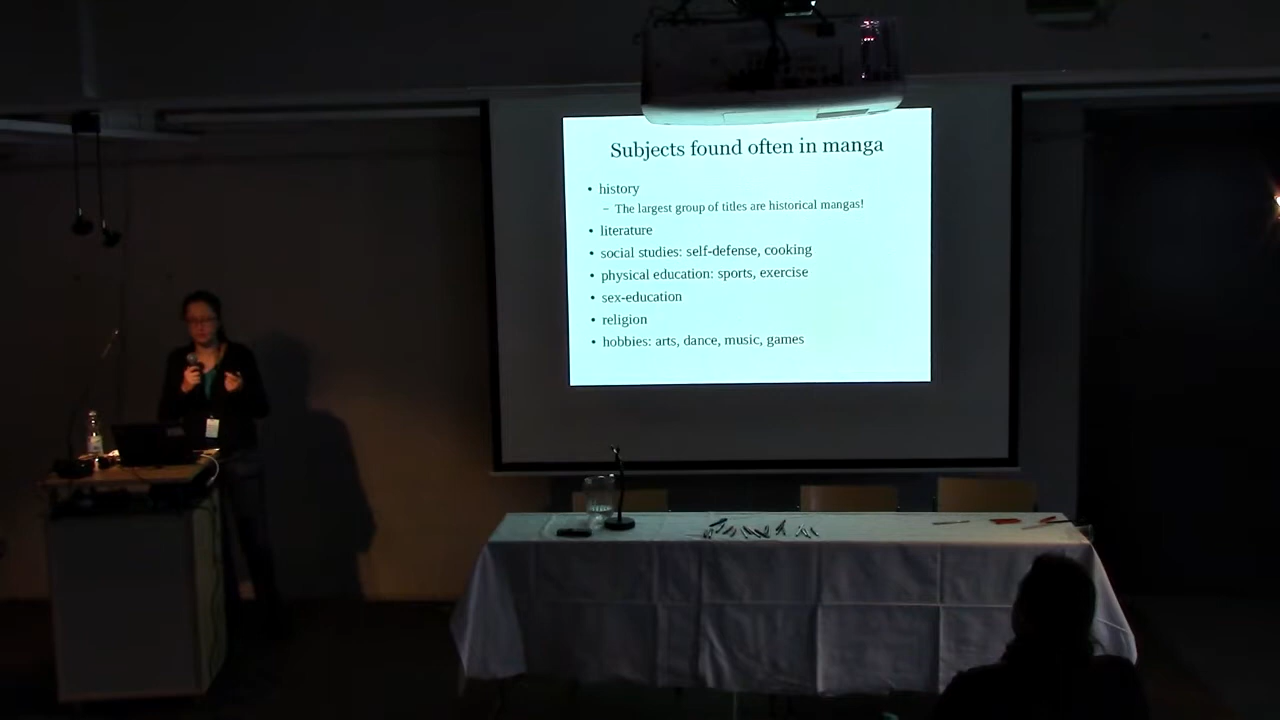 Subjects found often in manga
• history
– The largest group of titles are historical mangas!
• literature
• social studies: self-defense, cooking
• physical education: sports, exercise
• sex-education
• religion
• hobbies: arts, dance, music, games